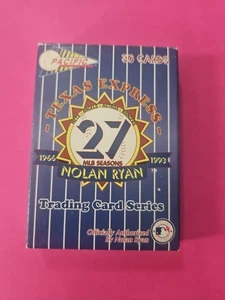 PACIFIC
30 CARDS
TEXAS EXPRESS
27
MLB SEASONS
1966 1993
NOLAN RYAN
Trading Card Series
Officially Authorized
By Nolan Ryan